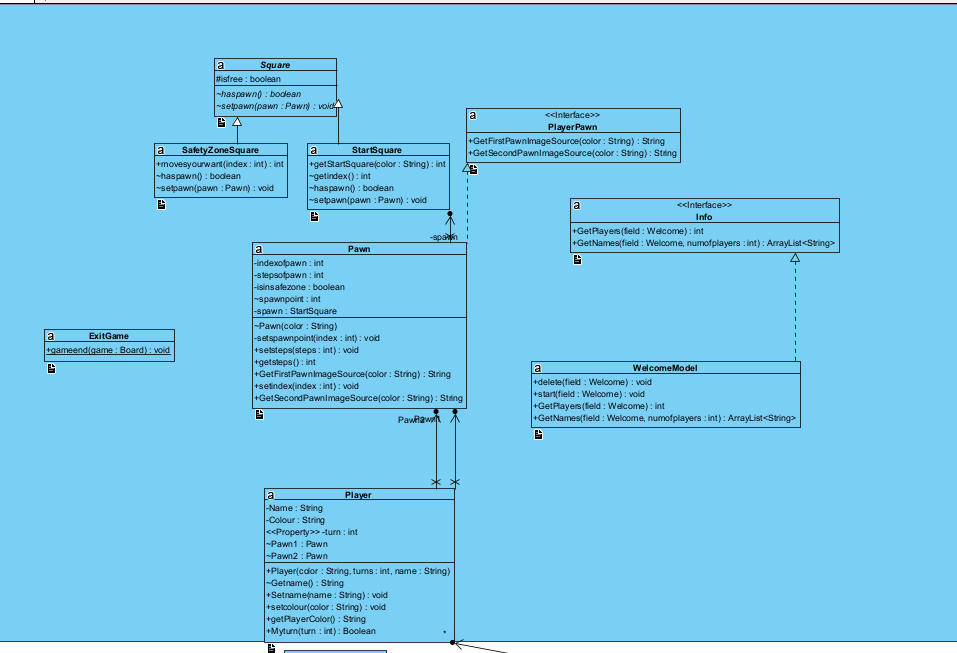 a Square
#isfree : boolean
~haspawn() : boolean
~setpawn(pawn : Pawn) : void
a SafetyZoneSquare
+movesyourwant(index : int) : int
~haspawn() : boolean
~setpawn(pawn : Pawn) : void
a StartSquare
+getStartSquare(color : String) : int
~getindex() : int
~haspawn() : boolean
~setpawn(pawn : Pawn) : void
a <<Interface>>
PlayerPawn
+GetFirstPawnImageSource(color : String) : String
+GetSecondPawnImageSource(color : String) : String
a <<Interface>>
Info
+GetPlayers(field : Welcome) : int
+GetNames(field : Welcome, numofplayers : int) : ArrayList<String>
-spawn
a Pawn
-indexofpawn : int
-stepsofpawn : int
-isinsafezone : boolean
~spawnpoint : int
-spawn : StartSquare
~Pawn(color : String)
-setspawnpoint(index : int) : void
+setsteps(steps : int) : void
+getsteps() : int
+GetFirstPawnImageSource(color : String) : String
+setindex(index : int) : void
+GetSecondPawnImageSource(color : String) : String
a ExitGame
+gameend(game : Board) : void
a WelcomeModel
+delete(field : Welcome) : void
+start(field : Welcome) : void
+GetPlayers(field : Welcome) : int
+GetNames(field : Welcome, numofplayers : int) : ArrayList<String>
a Player
-Name : String
-Colour : String
<<Property>> -turn : int
~Pawn1 : Pawn
~Pawn2 : Pawn
+Player(color : String, turns : int, name : String)
~Getname() : String
+Setname(name : String) : void
+setcolour(color : String) : void
+getPlayerColor() : String
+Myturn(turn : int) : Boolean
*